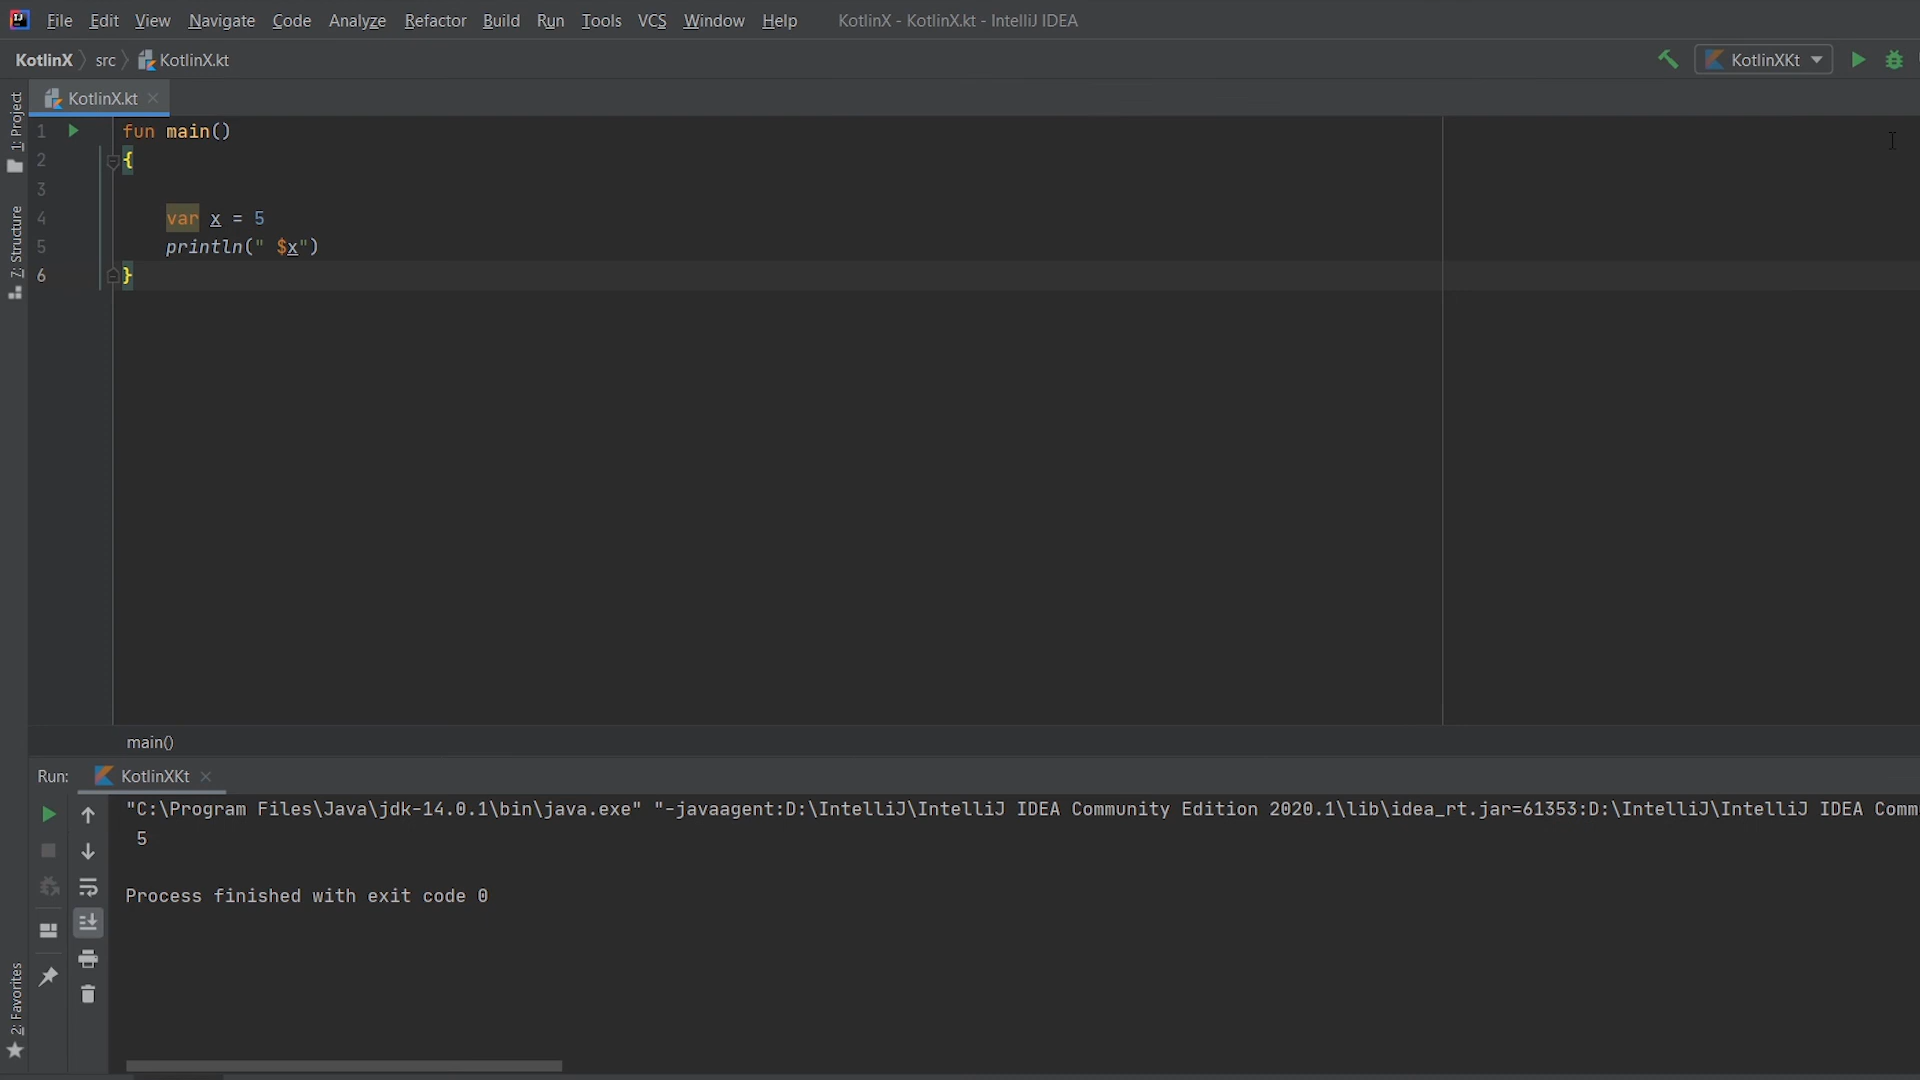 File Edit View Navigate Code Analyze Refactor Build Run Tools VCS Window Help KotlinX - KotlinX.kt - IntelliJ IDEA
KotlinX src KotlinX.kt KotlinXKt
KotlinX.kt
1: Project
7: Structure
2: Favorites
1 fun main()
2 {
3
4 var x = 5
5 println(" $x")
6 }
main()
Run: KotlinXKt
"C:\Program Files\Java\jdk-14.0.1\bin\java.exe" "-javaagent:D:\IntelliJ\IntelliJ IDEA Community Edition 2020.1\lib\idea_rt.jar=61353:D:\IntelliJ\IntelliJ IDEA Comm
5
Process finished with exit code 0